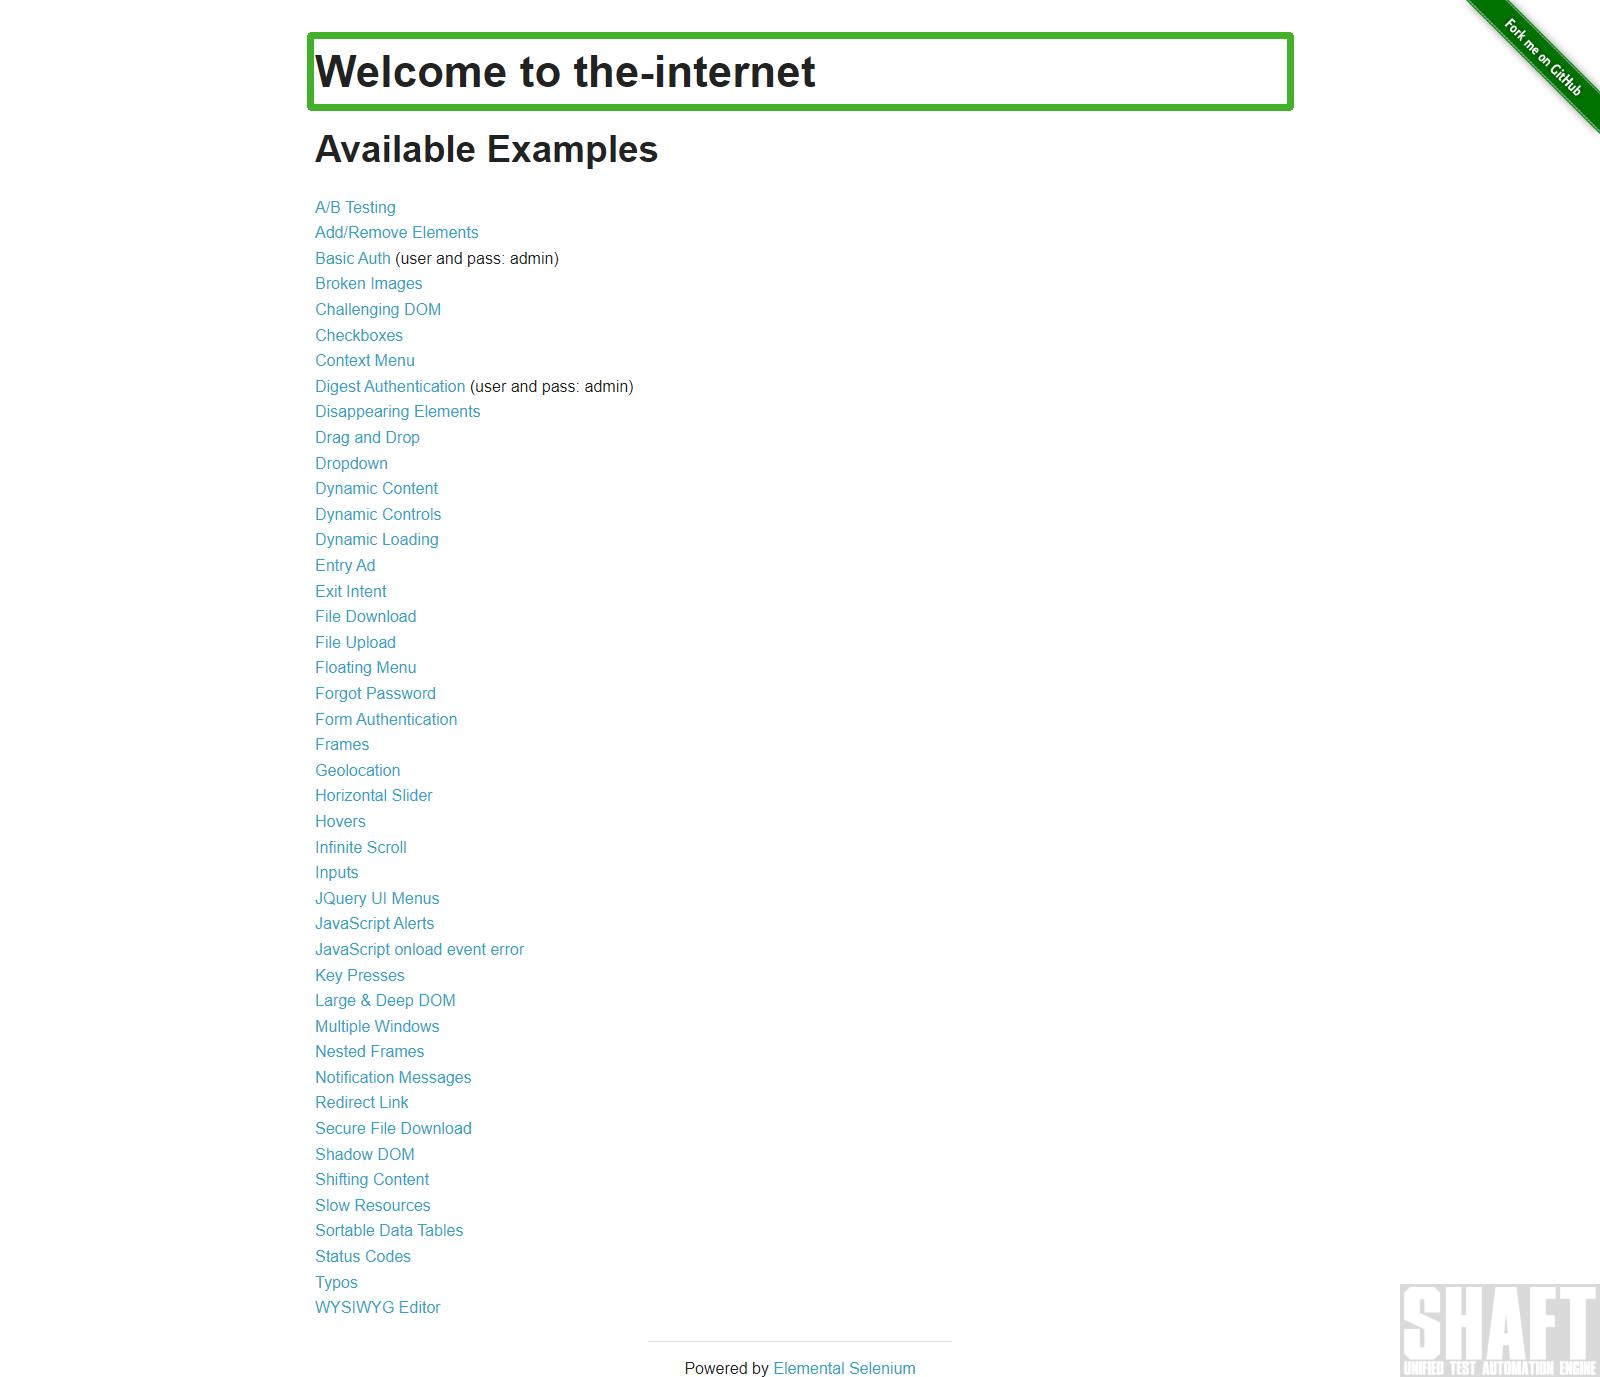 Fork me on GitHub
Welcome to the-internet
Available Examples
A/B Testing
Add/Remove Elements
Basic Auth (user and pass: admin)
Broken Images
Challenging DOM
Checkboxes
Context Menu
Digest Authentication (user and pass: admin)
Disappearing Elements
Drag and Drop
Dropdown
Dynamic Content
Dynamic Controls
Dynamic Loading
Entry Ad
Exit Intent
File Download
File Upload
Floating Menu
Forgot Password
Form Authentication
Frames
Geolocation
Horizontal Slider
Hovers
Infinite Scroll
Inputs
JQuery UI Menus
JavaScript Alerts
JavaScript onload event error
Key Presses
Large & Deep DOM
Multiple Windows
Nested Frames
Notification Messages
Redirect Link
Secure File Download
Shadow DOM
Shifting Content
Slow Resources
Sortable Data Tables
Status Codes
Typos
WYSIWYG Editor
Powered by Elemental Selenium
SHAFT
UNIFIED TEST AUTOMATION ENGINE